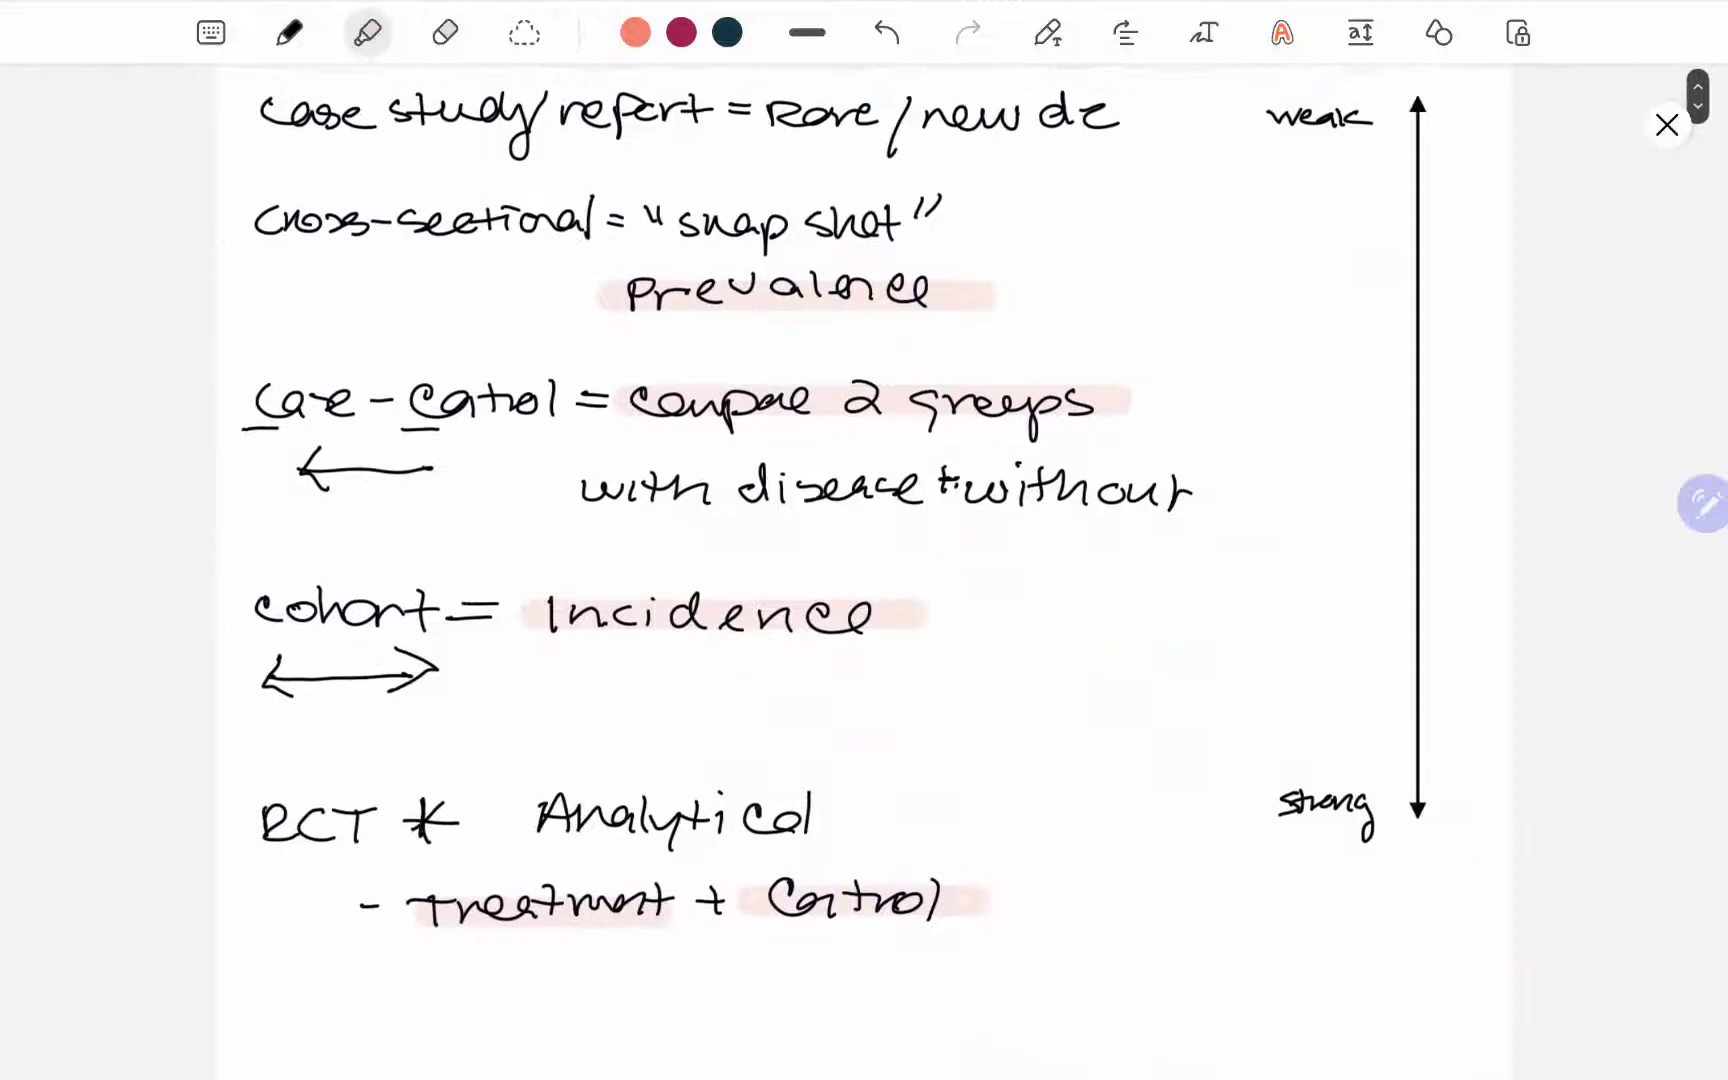 case study/report = Rare/new dz weak
cross-sectional = "snap shot"
Prevalence
Case-Control = compare 2 groups
with disease + without
cohort = Incidence
RCT * Analytical strong
- Treatment + Control